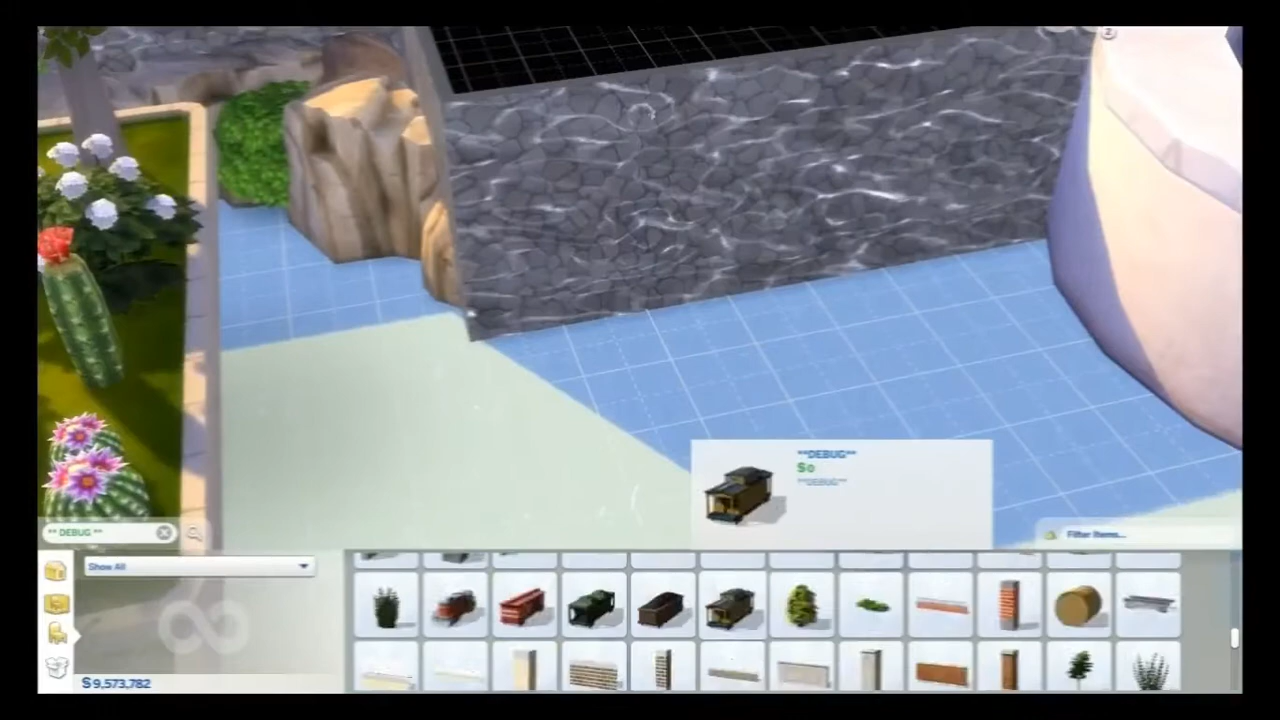 **DEBUG**
$0
** DEBUG **
Filter Items...
Show All
$9,573,782